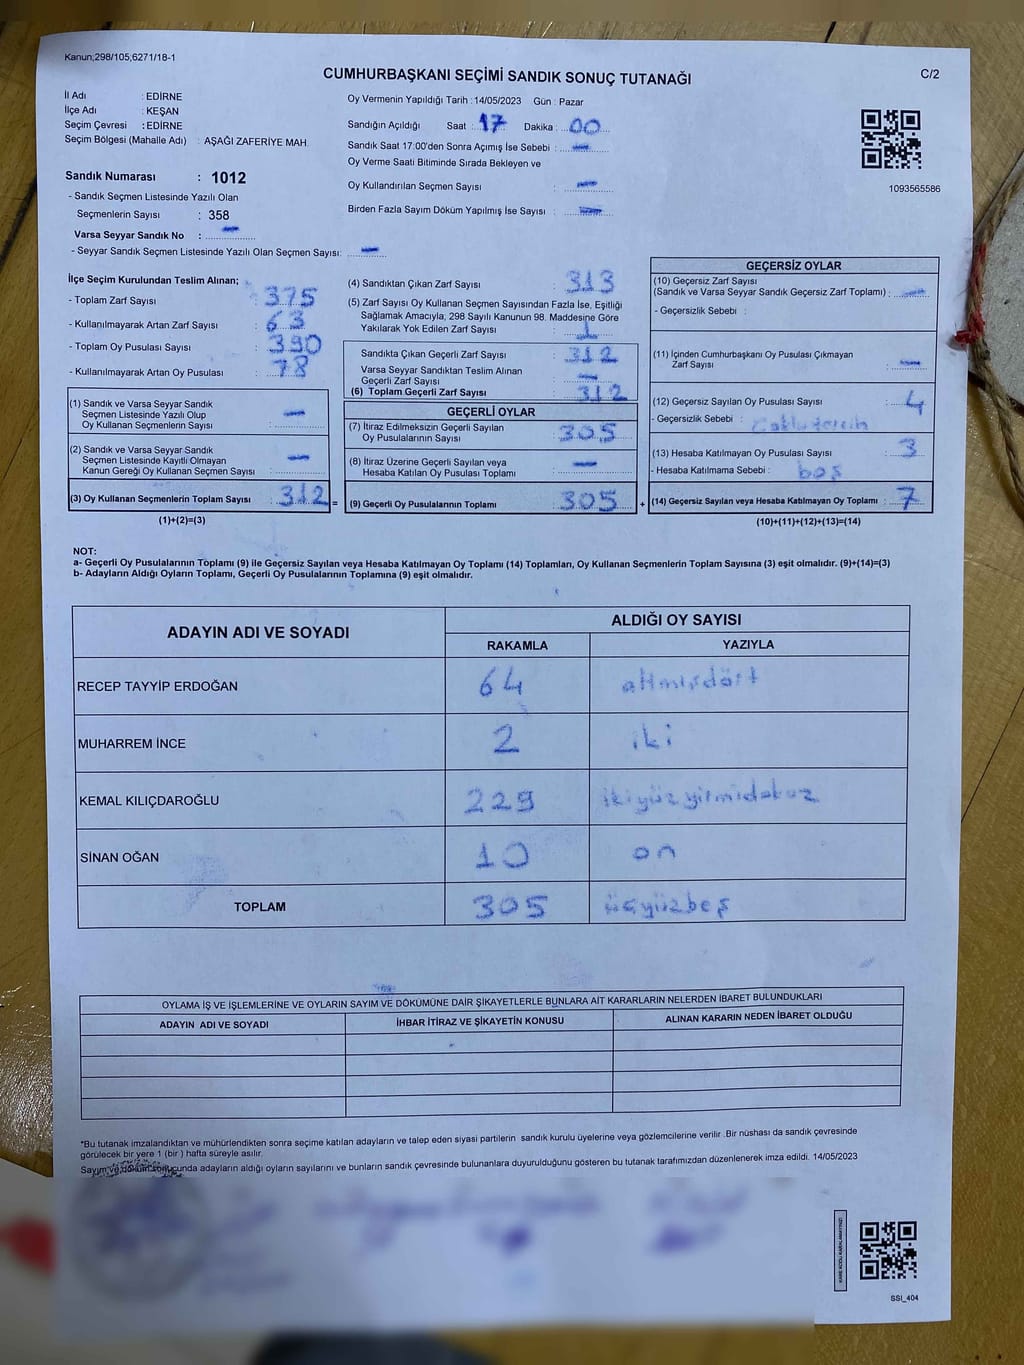 Kanun;298/105;6271/18-1
CUMHURBAŞKANI SEÇİMİ SANDIK SONUÇ TUTANAĞI
C/2
İl Adı : EDİRNE
İlçe Adı : KEŞAN
Seçim Çevresi : EDİRNE
Seçim Bölgesi (Mahalle Adı) : AŞAĞI ZAFERİYE MAH.
Sandık Numarası : 1012
- Sandık Seçmen Listesinde Yazılı Olan
Seçmenlerin Sayısı : 358
Varsa Seyyar Sandık No : —
- Seyyar Sandık Seçmen Listesinde Yazılı Olan Seçmen Sayısı: —
Oy Vermenin Yapıldığı Tarih : 14/05/2023 Gün : Pazar
Sandığın Açıldığı Saat : 17 Dakika : 00
Sandık Saat 17:00'den Sonra Açımış İse Sebebi : —
Oy Verme Saati Bitiminde Sırada Bekleyen ve
Oy Kullandırılan Seçmen Sayısı : —
Birden Fazla Sayım Döküm Yapılmış İse Sayısı : —
1093565586
İlçe Seçim Kurulundan Teslim Alınan;
- Toplam Zarf Sayısı : 375
- Kullanılmayarak Artan Zarf Sayısı : 63
- Toplam Oy Pusulası Sayısı : 390
- Kullanılmayarak Artan Oy Pusulası : 78
(1) Sandık ve Varsa Seyyar Sandık
Seçmen Listesinde Yazılı Olup
Oy Kullanan Seçmenlerin Sayısı : —
(2) Sandık ve Varsa Seyyar Sandık
Seçmen Listesinde Kayıtli Olmayan
Kanun Gereği Oy Kullanan Seçmen Sayısı : —
(3) Oy Kullanan Seçmenlerin Toplam Sayısı : 312 =
(1)+(2)=(3)
(4) Sandıktan Çıkan Zarf Sayısı : 313
(5) Zarf Sayısı Oy Kullanan Seçmen Sayısından Fazla İse, Eşitliği
Sağlamak Amacıyla, 298 Sayılı Kanunun 98. Maddesine Göre
Yakılarak Yok Edilen Zarf Sayısı : 1
Sandıkta Çıkan Geçerli Zarf Sayısı : 312
Varsa Seyyar Sandıktan Teslim Alınan
Geçerli Zarf Sayısı : —
(6) Toplam Geçerli Zarf Sayısı : 312
GEÇERLİ OYLAR
(7) İtiraz Edilmeksizin Geçerli Sayılan
Oy Pusulalarının Sayısı : 305
(8) İtiraz Üzerine Geçerli Sayılan veya
Hesaba Katılan Oy Pusulası Toplamı : —
(9) Geçerli Oy Pusulalarının Toplamı : 305 +
GEÇERSİZ OYLAR
(10) Geçersiz Zarf Sayısı
(Sandık ve Varsa Seyyar Sandık Geçersiz Zarf Toplamı) : —
- Geçersizlik Sebebi :
(11) İçinden Cumhurbaşkanı Oy Pusulası Çıkmayan
Zarf Sayısı : —
(12) Geçersiz Sayılan Oy Pusulası Sayısı : 4
- Geçersizlik Sebebi : Çoklu tercih
(13) Hesaba Katılmayan Oy Pusulası Sayısı : 3
- Hesaba Katılmama Sebebi : boş
(14) Geçersiz Sayılan veya Hesaba Katılmayan Oy Toplamı : 7
(10)+(11)+(12)+(13)=(14)
NOT:
a- Geçerli Oy Pusulalarının Toplamı (9) ile Geçersiz Sayılan veya Hesaba Katılmayan Oy Toplamı (14) Toplamları, Oy Kullanan Seçmenlerin Toplam Sayısına (3) eşit olmalıdır. (9)+(14)=(3)
b- Adayların Aldığı Oyların Toplamı, Geçerli Oy Pusulalarının Toplamına (9) eşit olmalıdır.
ADAYIN ADI VE SOYADI ALDIĞI OY SAYISI
RAKAMLA YAZIYLA
RECEP TAYYİP ERDOĞAN 64 altmışdört
MUHARREM İNCE 2 iki
KEMAL KILIÇDAROĞLU 229 ikiyüzyirmidokuz
SİNAN OĞAN 10 on
TOPLAM 305 üçyüzbeş
OYLAMA İŞ VE İŞLEMLERİNE VE OYLARIN SAYIM VE DÖKÜMÜNE DAİR ŞİKAYETLERLE BUNLARA AİT KARARLARIN NELERDEN İBARET BULUNDUKLARI
ADAYIN ADI VE SOYADI İHBAR İTİRAZ VE ŞİKAYETİN KONUSU ALINAN KARARIN NEDEN İBARET OLDUĞU
*Bu tutanak imzalandıktan ve mühürlendikten sonra seçime katılan adayların ve talep eden siyasi partilerin sandık kurulu üyelerine veya gözlemcilerine verilir .Bir nüshası da sandık çevresinde
görülecek bir yere 1 (bir ) hafta süreyle asılır.
Sayım ve döküm sonucunda adayların aldığı oyların sayılarını ve bunların sandık çevresinde bulunanlara duyurulduğunu gösteren bu tutanak tarafımızdan düzenlenerek imza edildi. 14/05/2023
KARE KODU KARALAMAYINIZ!
SSI_404